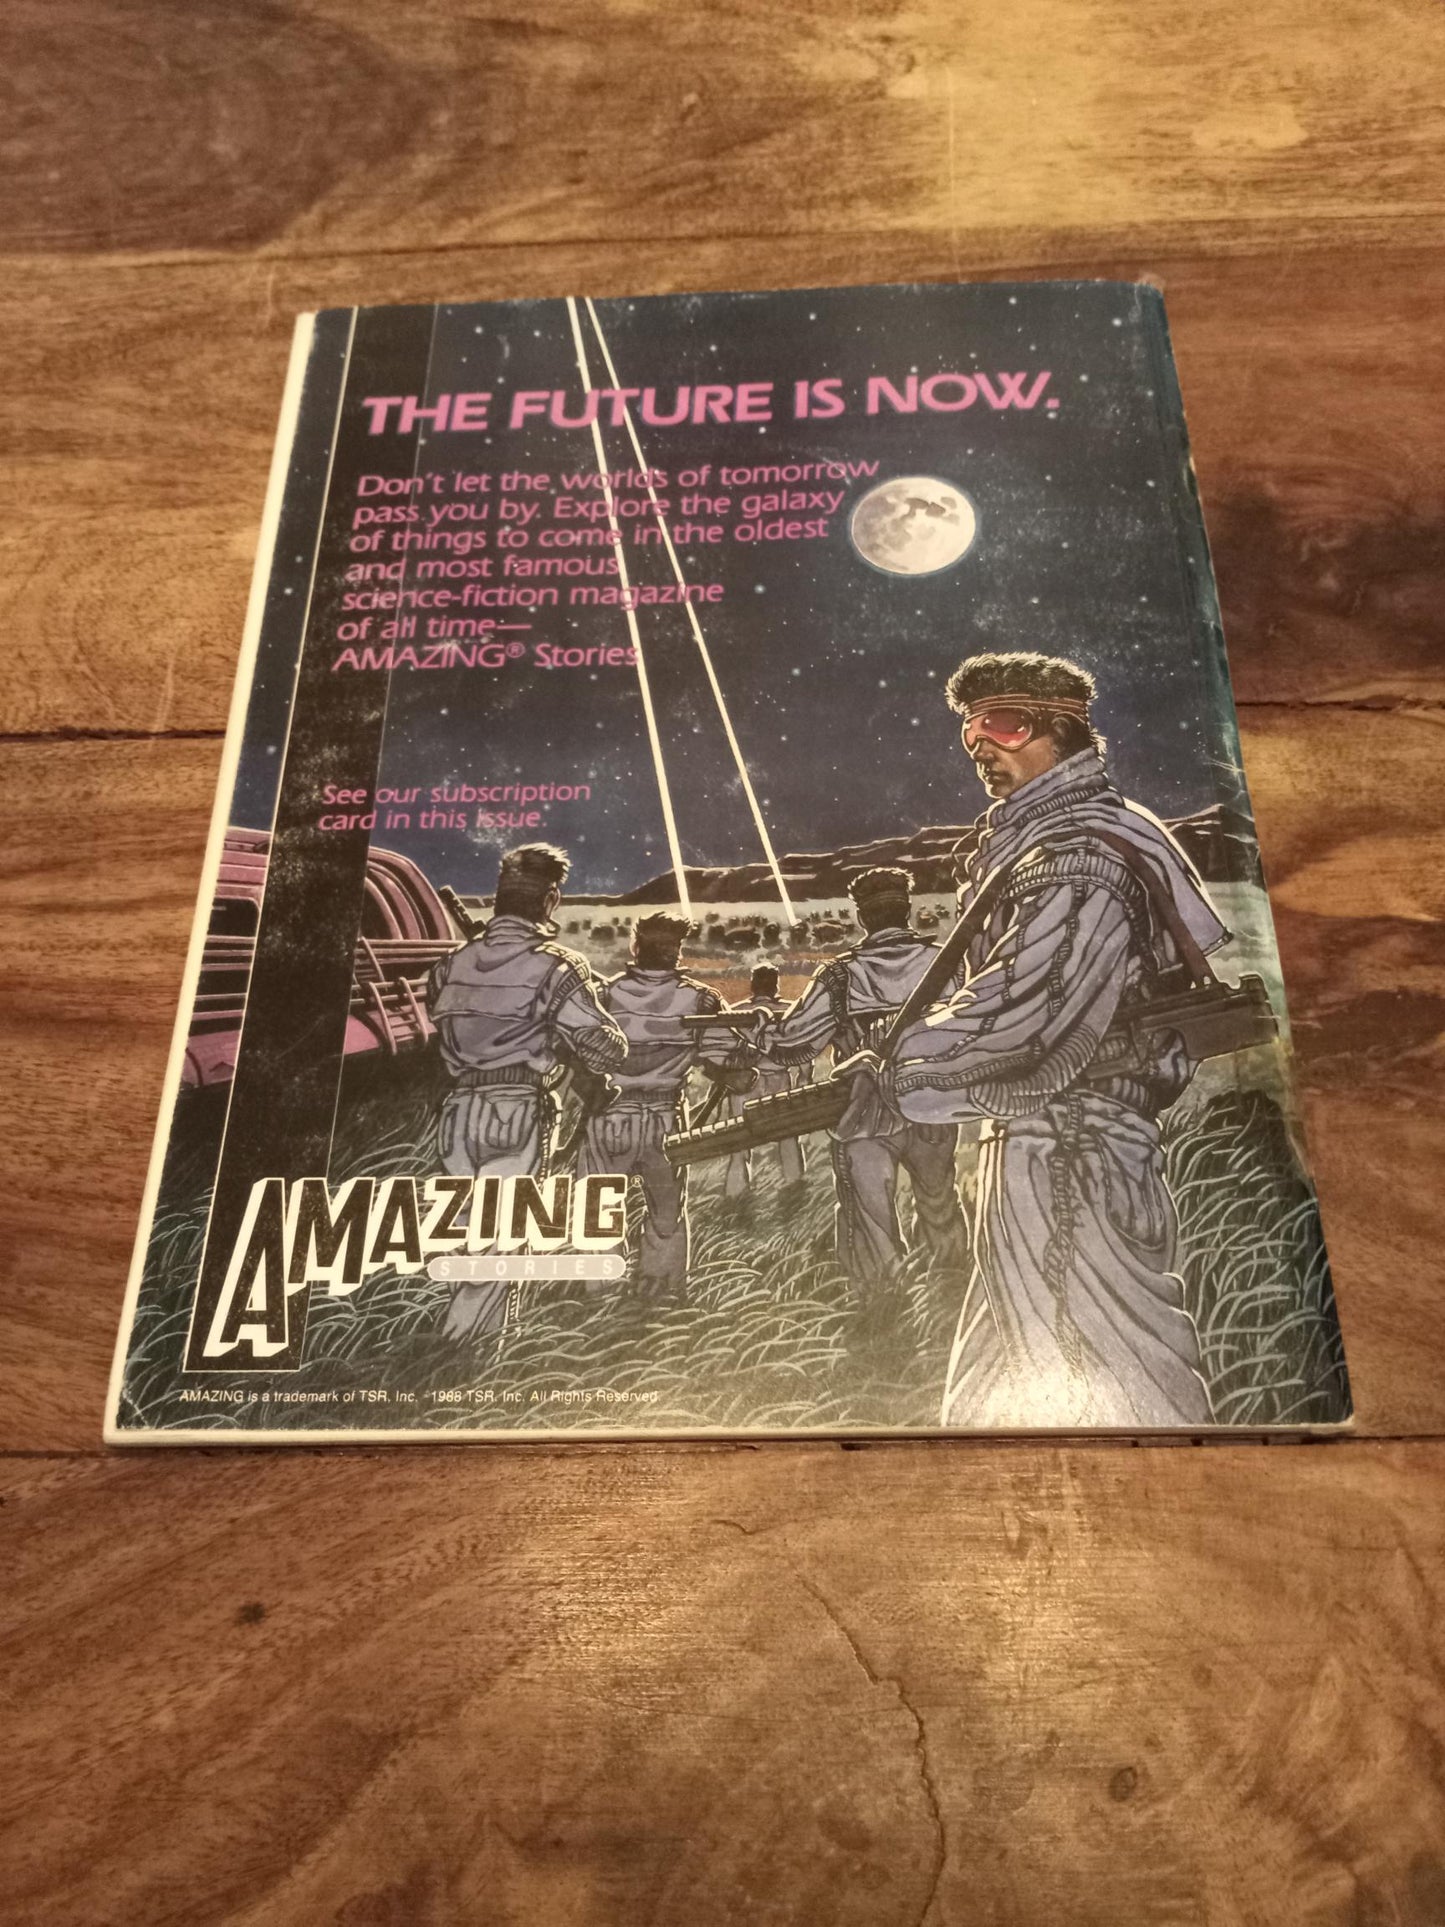 THE FUTURE IS NOW.
Don't let the worlds of tomorrow
pass you by. Explore the galaxy
of things to come in the oldest
and most famous
science-fiction magazine
of all time—
AMAZING® Stories
See our subscription
card in this issue.
AMAZING®
STORIES
AMAZING is a trademark of TSR, Inc. 1988 TSR, Inc. All Rights Reserved